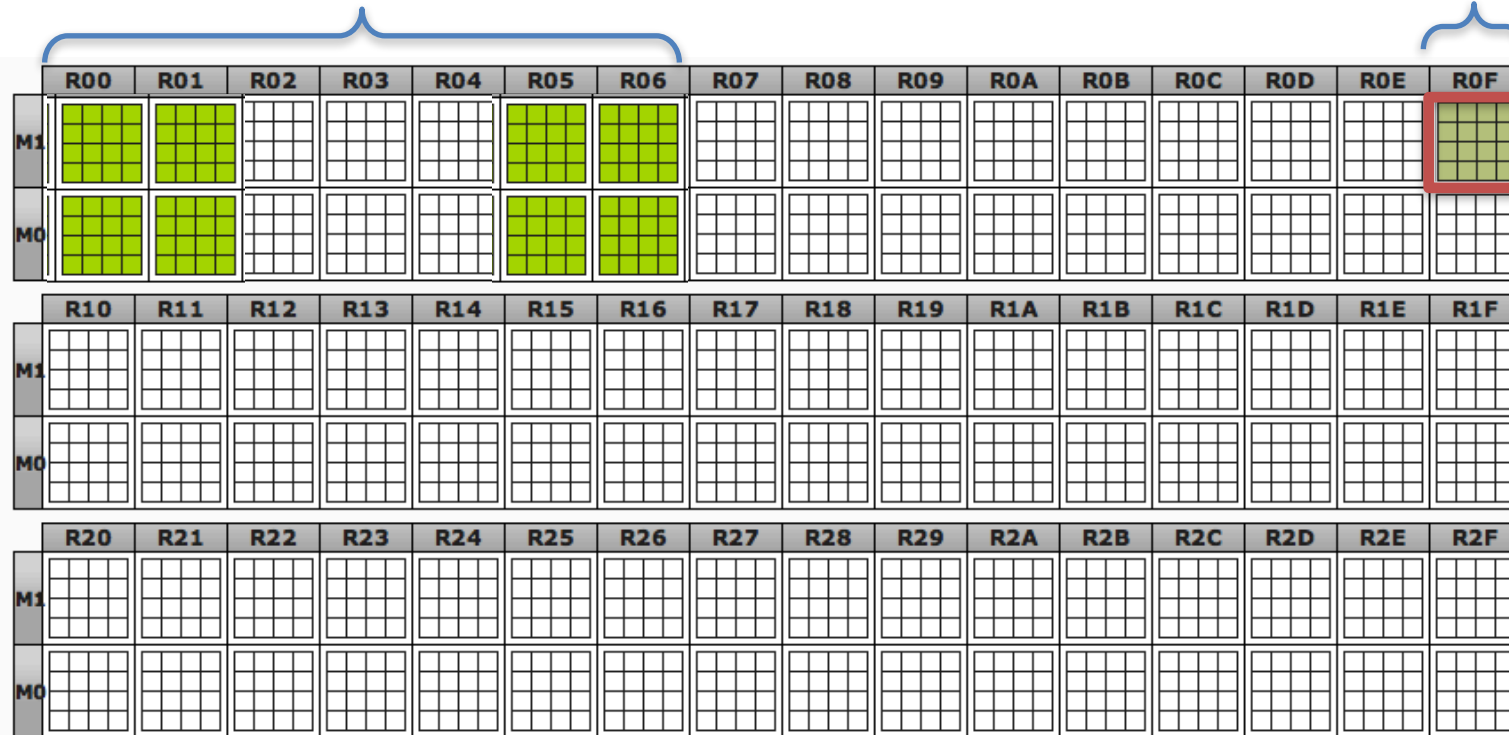 R00 R01 R02 R03 R04 R05 R06 R07 R08 R09 R0A R0B R0C R0D R0E R0F
M1
M0
R10 R11 R12 R13 R14 R15 R16 R17 R18 R19 R1A R1B R1C R1D R1E R1F
M1
M0
R20 R21 R22 R23 R24 R25 R26 R27 R28 R29 R2A R2B R2C R2D R2E R2F
M1
M0